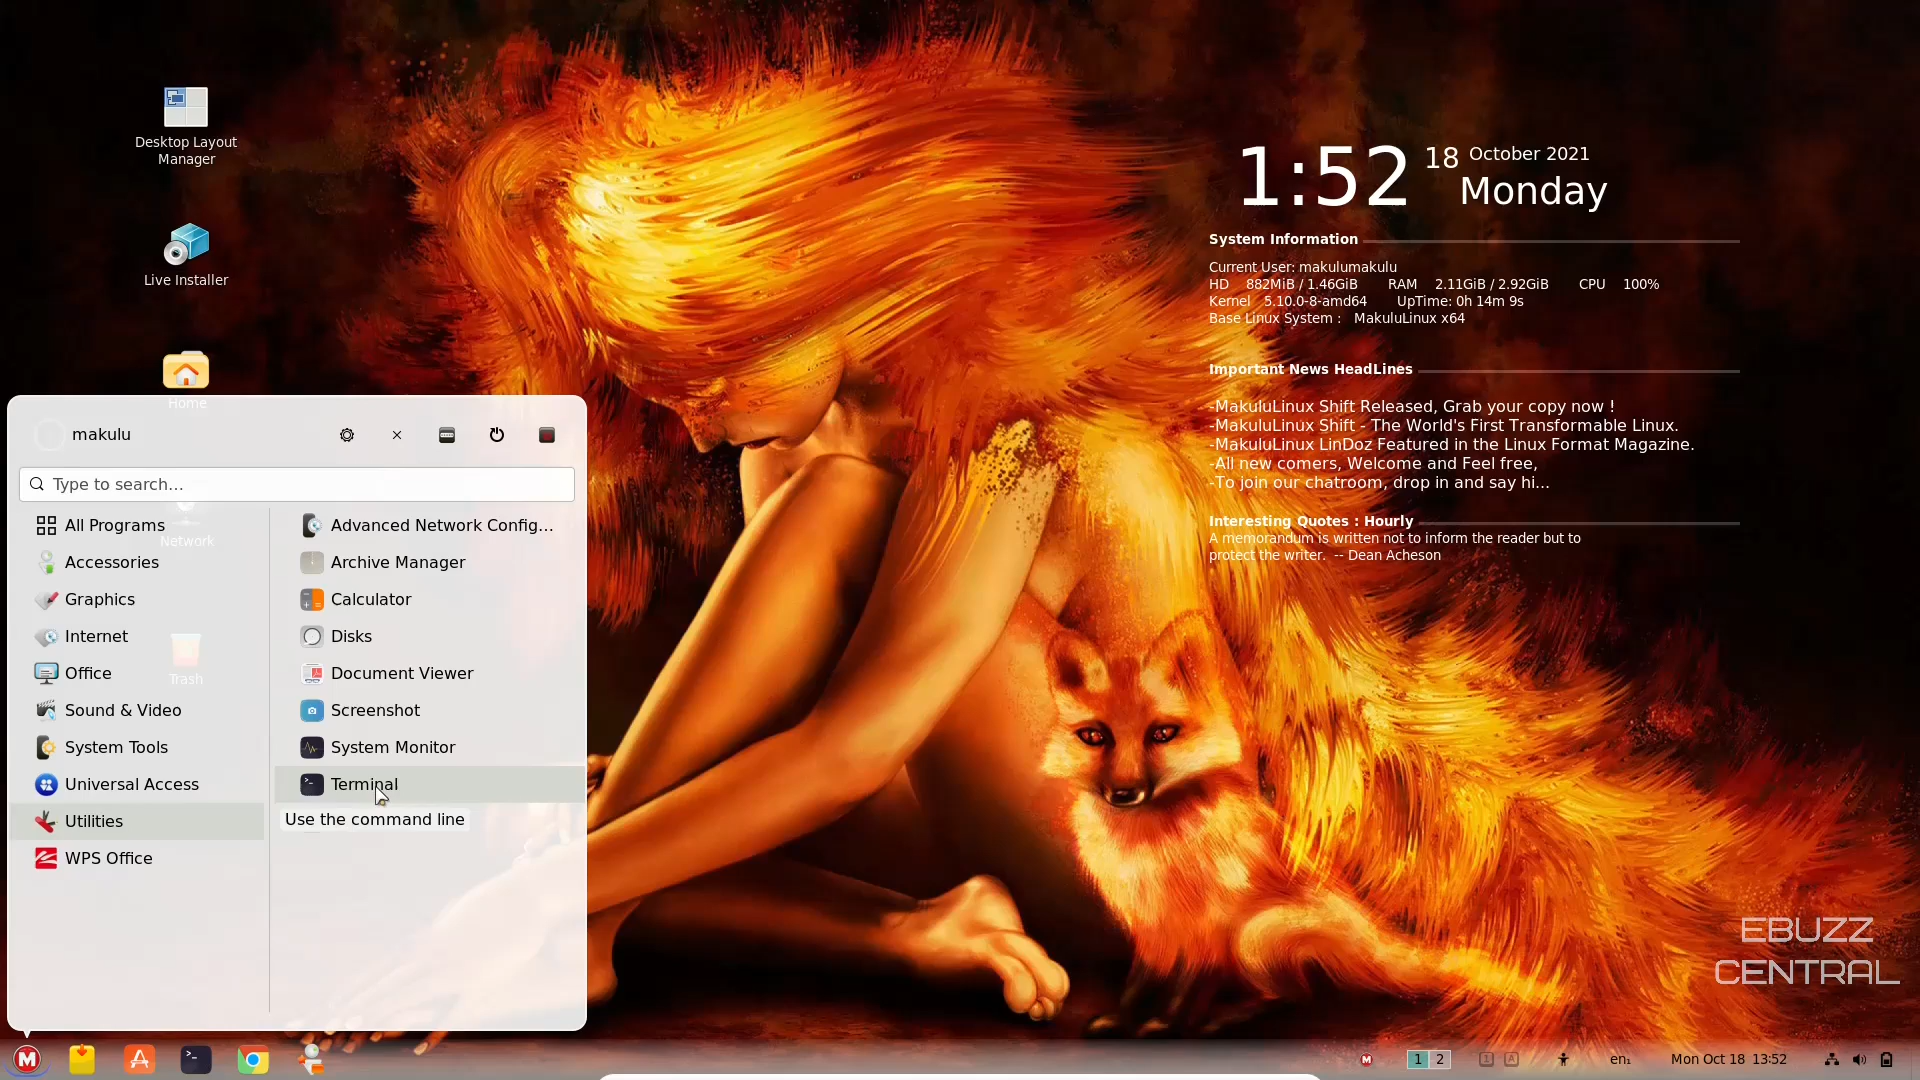 Desktop Layout
Manager
Live Installer
Home
Network
Trash
makulu
Type to search...
All Programs
Accessories
Graphics
Internet
Office
Sound & Video
System Tools
Universal Access
Utilities
WPS Office
Advanced Network Config...
Archive Manager
Calculator
Disks
Document Viewer
Screenshot
System Monitor
Terminal
Use the command line
1:52 18 October 2021
Monday
System Information
Current User: makulumakulu
HD 882MiB / 1.46GiB RAM 2.11GiB / 2.92GiB CPU 100%
Kernel 5.10.0-8-amd64 UpTime: 0h 14m 9s
Base Linux System : MakuluLinux x64
Important News HeadLines
-MakuluLinux Shift Released, Grab your copy now !
-MakuluLinux Shift - The World's First Transformable Linux.
-MakuluLinux LinDoz Featured in the Linux Format Magazine.
-All new comers, Welcome and Feel free,
-To join our chatroom, drop in and say hi...
Interesting Quotes : Hourly
A memorandum is written not to inform the reader but to
protect the writer. -- Dean Acheson
EBUZZ
CENTRAL
M
1 2
1 A
en₁
Mon Oct 18 13:52